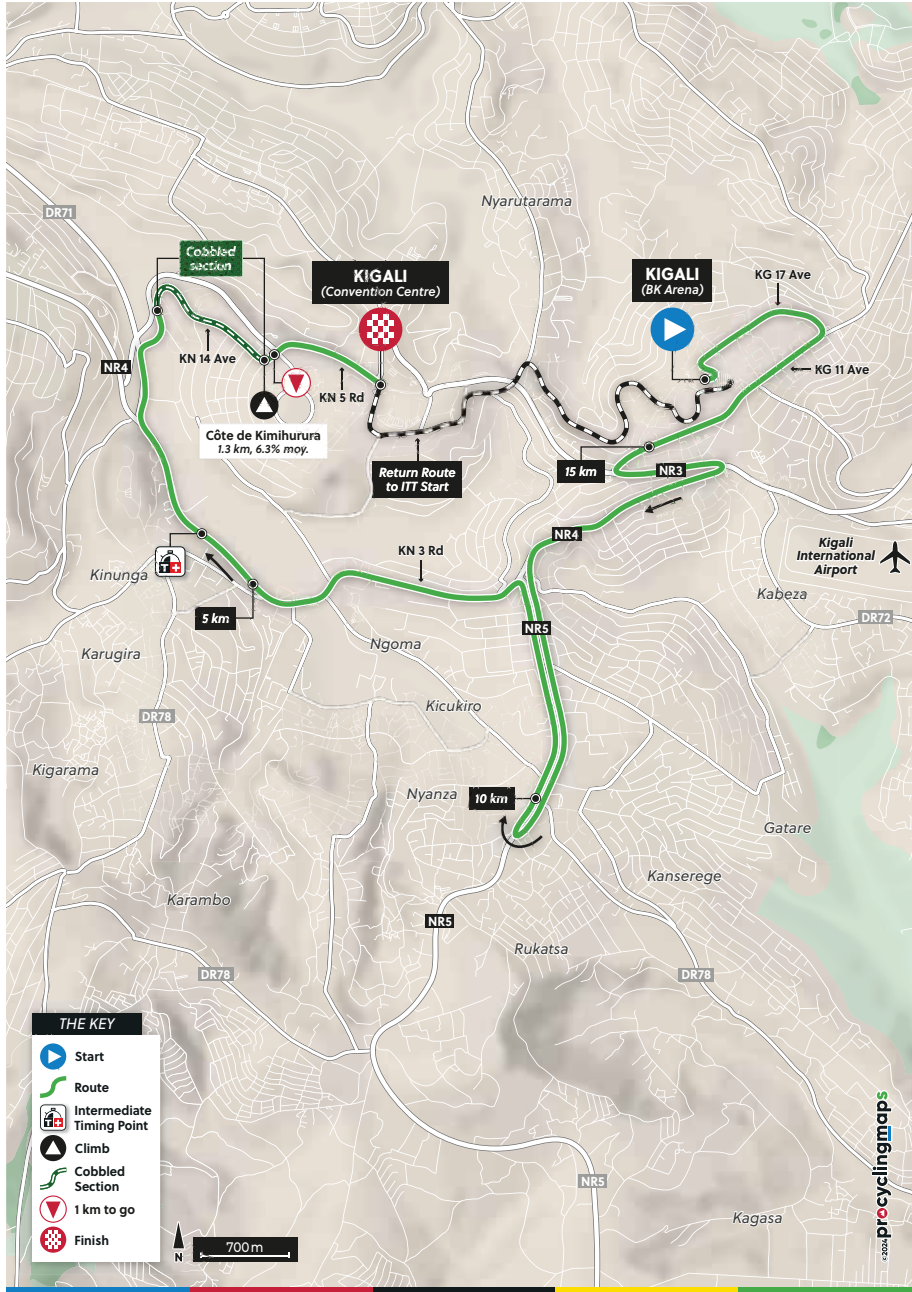 Nyarutarama
DR71
Cobbled
section
KIGALI
(Convention Centre)
KIGALI
(BK Arena)
KG 17 Ave
KN 14 Ave
NR4
KN 5 Rd
KG 11 Ave
Côte de Kimihurura
1.3 km, 6.3% moy.
Return Route
to ITT Start
15 km
NR3
NR4
Kigali
International
Airport
KN 3 Rd
T
Kinunga
Kabeza
5 km
DR72
NR5
Ngoma
Karugira
Kicukiro
DR78
Kigarama
Nyanza
10 km
Gatare
Kanserege
Karambo
NR5
Rukatsa
DR78
DR78
THE KEY
Start
Route
T
Intermediate
Timing Point
Climb
Cobbled
Section
1 km to go
Finish
N
700m
NR5
Kagasa
©2024 procyclingmaps